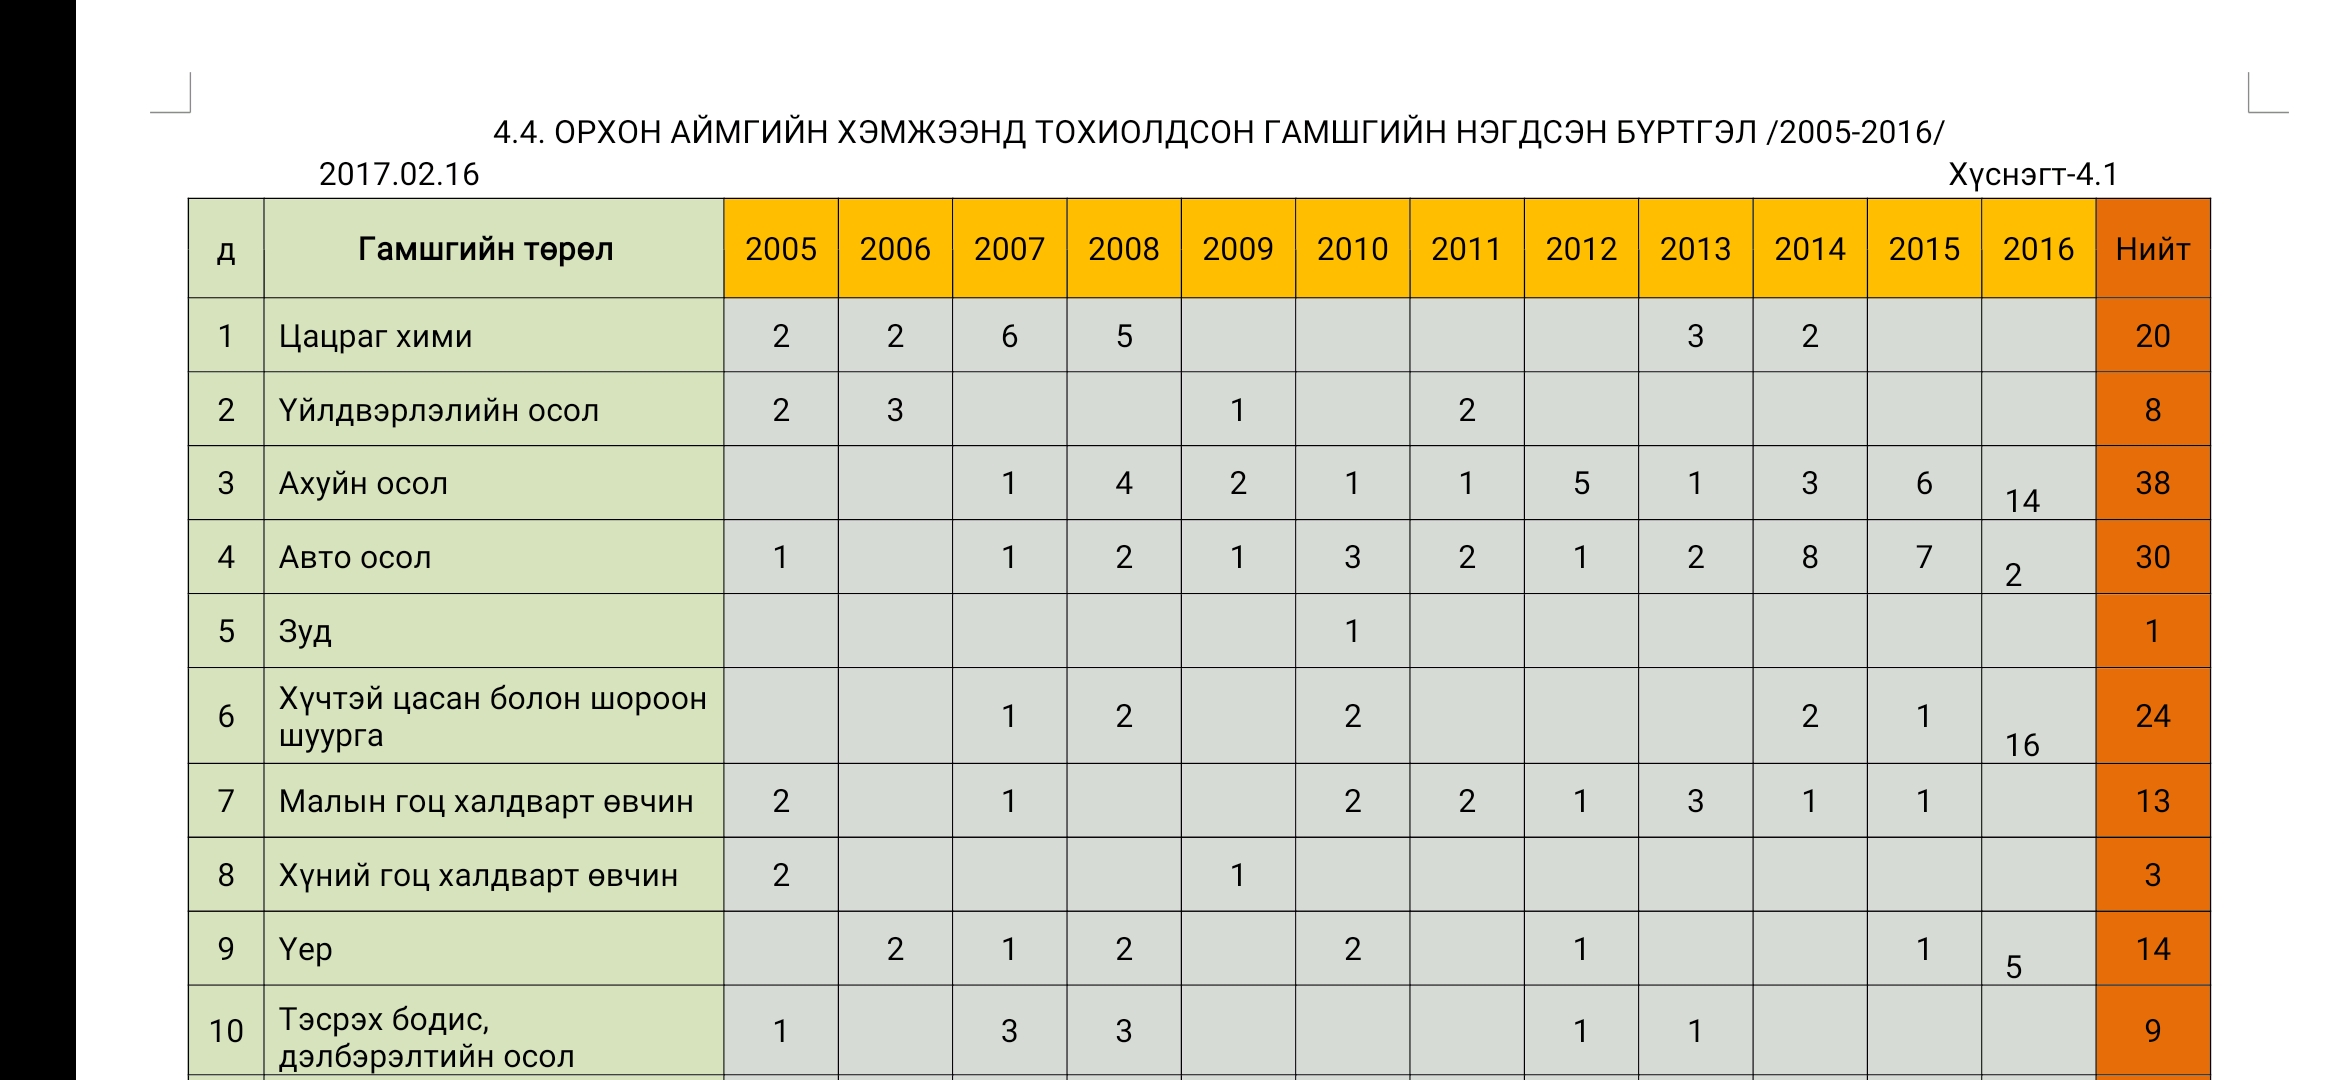 4.4. ОРХОН АЙМГИЙН ХЭМЖЭЭНД ТОХИОЛДСОН ГАМШГИЙН НЭГДСЭН БҮРТГЭЛ /2005-2016/
2017.02.16 Хүснэгт-4.1
д Гамшгийн төрөл 2005 2006 2007 2008 2009 2010 2011 2012 2013 2014 2015 2016 Нийт
1 Цацраг хими 2 2 6 5 3 2 20
2 Үйлдвэрлэлийн осол 2 3 1 2 8
3 Ахуйн осол 1 4 2 1 1 5 1 3 6 14 38
4 Авто осол 1 1 2 1 3 2 1 2 8 7 2 30
5 Зуд 1 1
6 Хүчтэй цасан болон шороон
шуурга 1 2 2 2 1 16 24
7 Малын гоц халдварт өвчин 2 1 2 2 1 3 1 1 13
8 Хүний гоц халдварт өвчин 2 1 3
9 Үер 2 1 2 2 1 1 5 14
10 Тэсрэх бодис,
дэлбэрэлтийн осол 1 3 3 1 1 9